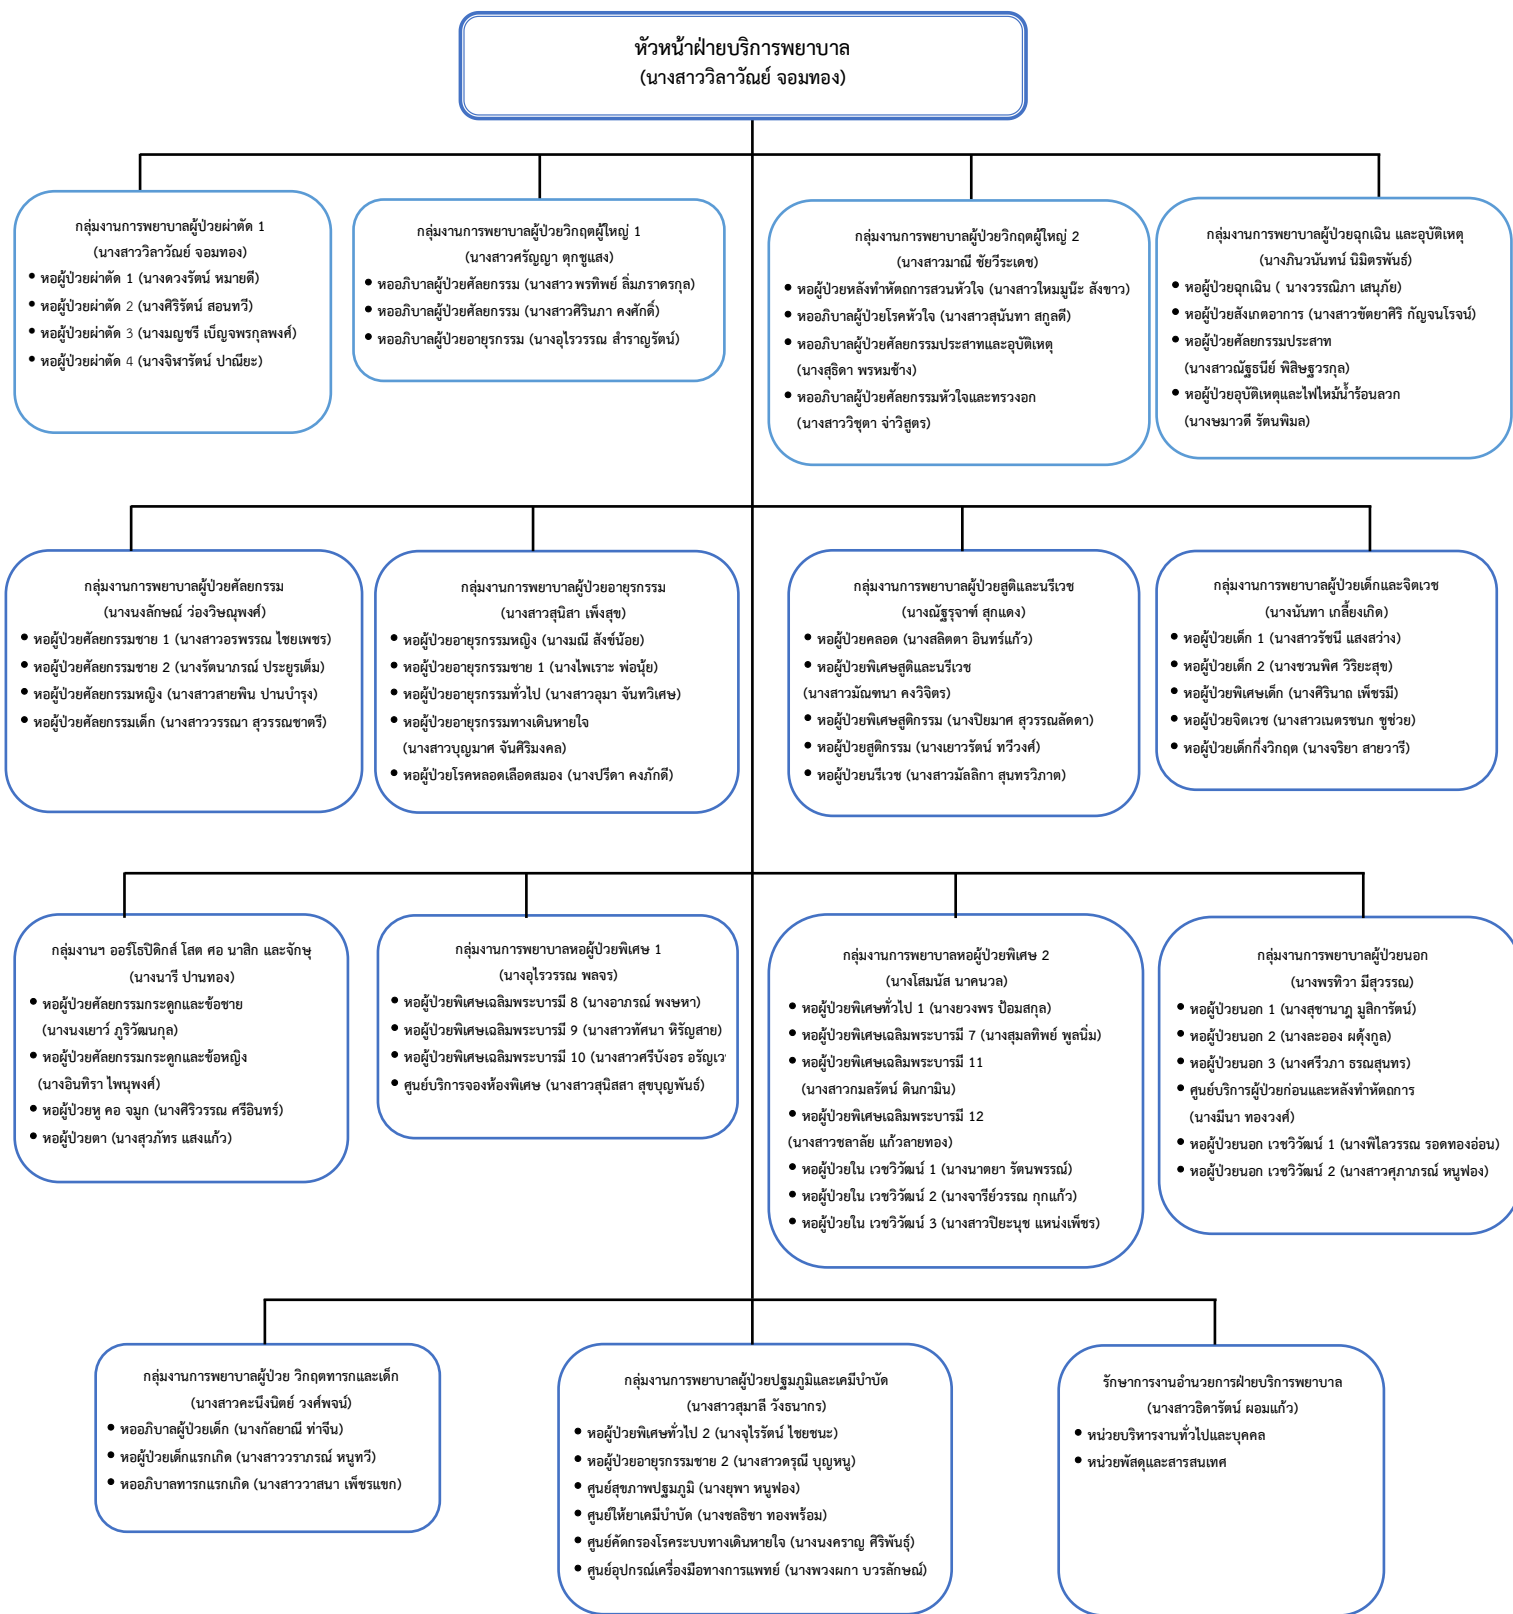 หัวหน้าฝ่ายบริการพยาบาล
(นางสาววิลาวัณย์ จอมทอง)
กลุ่มงานการพยาบาลผู้ป่วยผ่าตัด 1
(นางสาววิลาวัณย์ จอมทอง)
• หอผู้ป่วยผ่าตัด 1 (นางดวงรัตน์ หมายดี)
• หอผู้ป่วยผ่าตัด 2 (นางศิริรัตน์ สอนทวี)
• หอผู้ป่วยผ่าตัด 3 (นางมญชรี เบ็ญจพรกุลพงศ์)
• หอผู้ป่วยผ่าตัด 4 (นางจิฬารัตน์ ปาณียะ)
กลุ่มงานการพยาบาลผู้ป่วยวิกฤตผู้ใหญ่ 1
(นางสาวศรัญญา ตุกชูแสง)
• หออภิบาลผู้ป่วยศัลยกรรม (นางสาว พรทิพย์ ลิ่มภราดรกุล)
• หออภิบาลผู้ป่วยศัลยกรรม (นางสาวศิรินภา คงศักดิ์)
• หออภิบาลผู้ป่วยอายุรกรรม (นางอุไรวรรณ สำราญรัตน์)
กลุ่มงานการพยาบาลผู้ป่วยวิกฤตผู้ใหญ่ 2
(นางสาวมาณี ชัยวีระเดช)
• หอผู้ป่วยหลังทำหัตถการสวนหัวใจ (นางสาวใหมมูน๊ะ สังขาว)
• หออภิบาลผู้ป่วยโรคหัวใจ (นางสาวสุนันทา สกูลดี)
• หออภิบาลผู้ป่วยศัลยกรรมประสาทและอุบัติเหตุ
(นางสุธิดา พรหมช้าง)
• หออภิบาลผู้ป่วยศัลยกรรมหัวใจและทรวงอก
(นางสาววิชุตา จ่าวิสูตร)
กลุ่มงานการพยาบาลผู้ป่วยฉุกเฉิน และอุบัติเหตุ
(นางภินวนันทน์ นิมิตรพันธ์)
• หอผู้ป่วยฉุกเฉิน ( นางวรรณิภา เสนุภัย)
• หอผู้ป่วยสังเกตอาการ (นางสาวขัตยาศิริ กัญจนโรจน์)
• หอผู้ป่วยศัลยกรรมประสาท
(นางสาวณัฐธนีย์ พิสิษฐวรกุล)
• หอผู้ป่วยอุบัติเหตุและไฟไหม้น้ำร้อนลวก
(นางษมาวดี รัตนพิมล)
กลุ่มงานการพยาบาลผู้ป่วยศัลยกรรม
(นางนงลักษณ์ ว่องวิษณุพงศ์)
• หอผู้ป่วยศัลยกรรมชาย 1 (นางสาวอรพรรณ ไชยเพชร)
• หอผู้ป่วยศัลยกรรมชาย 2 (นางรัตนาภรณ์ ประยูรเต็ม)
• หอผู้ป่วยศัลยกรรมหญิง (นางสาวสายพิน ปานบำรุง)
• หอผู้ป่วยศัลยกรรมเด็ก (นางสาววรรณา สุวรรณชาตรี)
กลุ่มงานการพยาบาลผู้ป่วยอายุรกรรม
(นางสาวสุนิสา เพ็งสุข)
• หอผู้ป่วยอายุรกรรมหญิง (นางมณี สังข์น้อย)
• หอผู้ป่วยอายุรกรรมชาย 1 (นางไพเราะ พ่อนุ้ย)
• หอผู้ป่วยอายุรกรรมทั่วไป (นางสาวอุมา จันทวิเศษ)
• หอผู้ป่วยอายุรกรรมทางเดินหายใจ
(นางสาวบุญมาศ จันศิริมงคล)
• หอผู้ป่วยโรคหลอดเลือดสมอง (นางปรีดา คงภักดี)
กลุ่มงานการพยาบาลผู้ป่วยสูติและนรีเวช
(นางณัฐรุจาฑ์ สุกแดง)
• หอผู้ป่วยคลอด (นางสลิตตา อินทร์แก้ว)
• หอผู้ป่วยพิเศษสูติและนรีเวช
(นางสาวมัณฑนา คงวิจิตร)
• หอผู้ป่วยพิเศษสูติกรรม (นางปิยมาศ สุวรรณลัดดา)
• หอผู้ป่วยสูติกรรม (นางเยาวรัตน์ ทวีวงศ์)
• หอผู้ป่วยนรีเวช (นางสาวมัลลิกา สุนทรวิภาต)
กลุ่มงานการพยาบาลผู้ป่วยเด็กและจิตเวช
(นางนันทา เกลี้ยงเกิด)
• หอผู้ป่วยเด็ก 1 (นางสาวรัชนี แสงสว่าง)
• หอผู้ป่วยเด็ก 2 (นางชวนพิศ วิริยะสุข)
• หอผู้ป่วยพิเศษเด็ก (นางศิรินาถ เพ็ชรมี)
• หอผู้ป่วยจิตเวช (นางสาวเนตรชนก ชูช่วย)
• หอผู้ป่วยเด็กกึ่งวิกฤต (นางจริยา สายวารี)
กลุ่มงานฯ ออร์โธปิดิกส์ โสต ศอ นาสิก และจักษุ
(นางนารี ปานทอง)
• หอผู้ป่วยศัลยกรรมกระดูกและข้อชาย
(นางนงเยาว์ ภูริวัฒนกุล)
• หอผู้ป่วยศัลยกรรมกระดูกและข้อหญิง
(นางอินทิรา ไพนุพงศ์)
• หอผู้ป่วยหู คอ จมูก (นางศิริวรรณ ศรีอินทร์)
• หอผู้ป่วยตา (นางสุวภัทร แสงแก้ว)
กลุ่มงานการพยาบาลหอผู้ป่วยพิเศษ 1
(นางอุไรวรรณ พลจร)
• หอผู้ป่วยพิเศษเฉลิมพระบารมี 8 (นางอาภรณ์ พงษหา)
• หอผู้ป่วยพิเศษเฉลิมพระบารมี 9 (นางสาวทัศนา หิรัญสาย)
• หอผู้ป่วยพิเศษเฉลิมพระบารมี 10 (นางสาวศรีบังอร อรัญเว
• ศูนย์บริการจองห้องพิเศษ (นางสาวสุนิสสา สุขบุญพันธ์)
กลุ่มงานการพยาบาลหอผู้ป่วยพิเศษ 2
(นางโสมนัส นาคนวล)
• หอผู้ป่วยพิเศษทั่วไป 1 (นางยวงพร ป้อมสกุล)
• หอผู้ป่วยพิเศษเฉลิมพระบารมี 7 (นางสุมลทิพย์ พูลนิ่ม)
• หอผู้ป่วยพิเศษเฉลิมพระบารมี 11
(นางสาวกมลรัตน์ ดินกามิน)
• หอผู้ป่วยพิเศษเฉลิมพระบารมี 12
(นางสาวชลาลัย แก้วลายทอง)
• หอผู้ป่วยใน เวชวิวัฒน์ 1 (นางนาตยา รัตนพรรณ์)
• หอผู้ป่วยใน เวชวิวัฒน์ 2 (นางจารีย์วรรณ กุกแก้ว)
• หอผู้ป่วยใน เวชวิวัฒน์ 3 (นางสาวปิยะนุช แหน่งเพ็ชร)
กลุ่มงานการพยาบาลผู้ป่วยนอก
(นางพรทิวา มีสุวรรณ)
• หอผู้ป่วยนอก 1 (นางสุชานาฎ มูสิการัตน์)
• หอผู้ป่วยนอก 2 (นางละออง ผดุ้งกูล)
• หอผู้ป่วยนอก 3 (นางศรีวภา ธรณสุนทร)
• ศูนย์บริการผู้ป่วยก่อนและหลังทำหัตถการ
(นางมีนา ทองวงศ์)
• หอผู้ป่วยนอก เวชวิวัฒน์ 1 (นางพิไลวรรณ รอดทองอ่อน)
• หอผู้ป่วยนอก เวชวิวัฒน์ 2 (นางสาวศุภาภรณ์ หนูฟอง)
กลุ่มงานการพยาบาลผู้ป่วย วิกฤตทารกและเด็ก
(นางสาวคะนึงนิตย์ วงศ์พจน์)
• หออภิบาลผู้ป่วยเด็ก (นางกัลยาณี ท่าจีน)
• หอผู้ป่วยเด็กแรกเกิด (นางสาววราภรณ์ หนูทวี)
• หออภิบาลทารกแรกเกิด (นางสาววาสนา เพ็ชรแขก)
กลุ่มงานการพยาบาลผู้ป่วยปฐมภูมิและเคมีบำบัด
(นางสาวสุมาลี วังธนากร)
• หอผู้ป่วยพิเศษทั่วไป 2 (นางจุไรรัตน์ ไชยชนะ)
• หอผู้ป่วยอายุรกรรมชาย 2 (นางสาวดรุณี บุญหนู)
• ศูนย์สุขภาพปฐมภูมิ (นางยุพา หนูฟอง)
• ศูนย์ให้ยาเคมีบำบัด (นางชลธิชา ทองพร้อม)
• ศูนย์คัดกรองโรคระบบทางเดินหายใจ (นางนงคราญ ศิริพันธุ์)
• ศูนย์อุปกรณ์เครื่องมือทางการแพทย์ (นางพวงผกา บวรลักษณ์)
รักษาการงานอำนวยการฝ่ายบริการพยาบาล
(นางสาวธิดารัตน์ ผอมแก้ว)
• หน่วยบริหารงานทั่วไปและบุคคล
• หน่วยพัสดุและสารสนเทศ